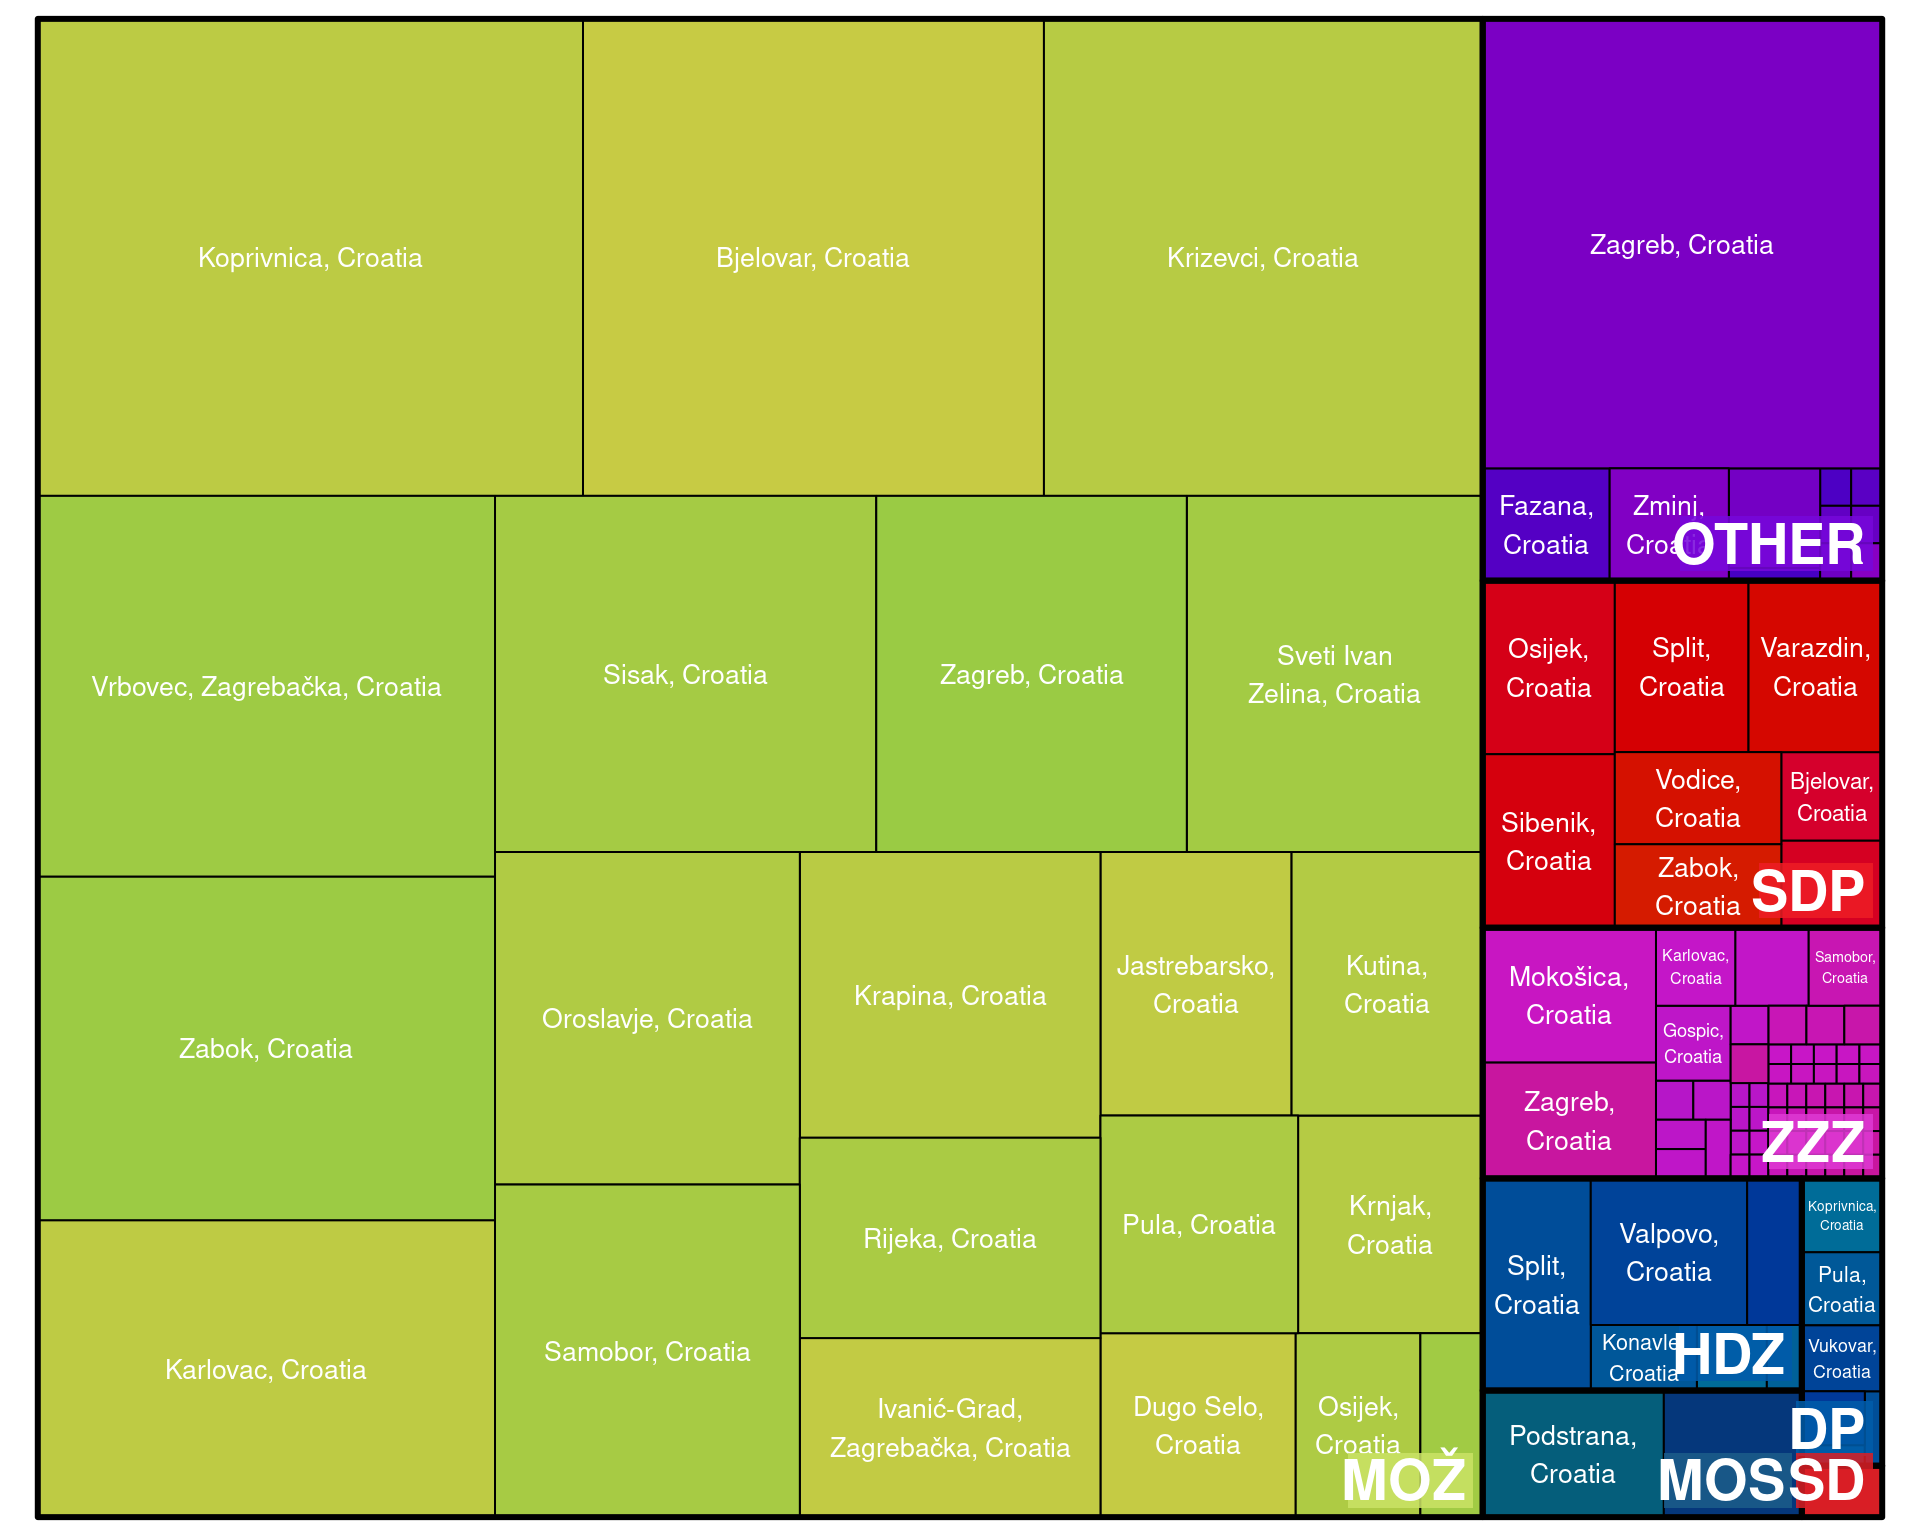 Koprivnica, Croatia
Bjelovar, Croatia
Krizevci, Croatia
Vrbovec, Zagrebačka, Croatia
Sisak, Croatia
Zagreb, Croatia
Sveti Ivan
Zelina, Croatia
Zabok, Croatia
Oroslavje, Croatia
Krapina, Croatia
Jastrebarsko,
Croatia
Kutina,
Croatia
Karlovac, Croatia
Samobor, Croatia
Rijeka, Croatia
Pula, Croatia
Krnjak,
Croatia
Ivanić-Grad,
Zagrebačka, Croatia
Dugo Selo,
Croatia
Osijek,
Croatia
MOŽ
Zagreb, Croatia
Fazana,
Croatia
Zminj,
Croatia
OTHER
Osijek,
Croatia
Split,
Croatia
Varazdin,
Croatia
Sibenik,
Croatia
Vodice,
Croatia
Bjelovar,
Croatia
Zabok,
Croatia
SDP
Mokošica,
Croatia
Karlovac,
Croatia
Samobor,
Croatia
Gospic,
Croatia
Zagreb,
Croatia
ZZZ
Split,
Croatia
Valpovo,
Croatia
Konavle
Croatia
HDZ
Koprivnica,
Croatia
Pula,
Croatia
Vukovar,
Croatia
DP
Podstrana,
Croatia
MOS
SD